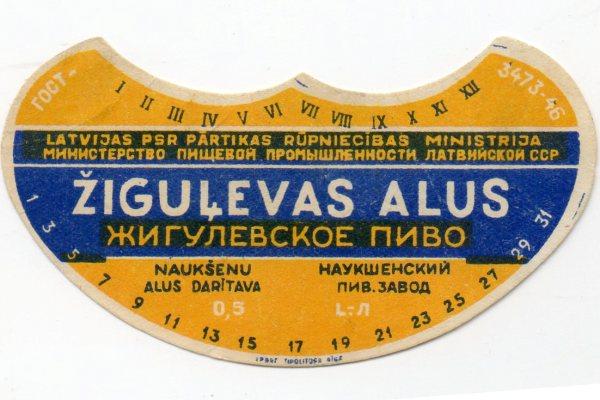 ГОСТ- 3473-46
I II III IV V VI VII VIII IX X XI XII
LATVIJAS PSR PĀRTIKAS RŪPNIECĪBAS MINISTRIJA
МИНИСТЕРСТВО ПИЩЕВОЙ ПРОМЫШЛЕННОСТИ ЛАТВИЙСКОЙ ССР
ŽIGUĻEVAS ALUS
ЖИГУЛЕВСКОЕ ПИВО
NAUKŠENU НАУКШЕНСКИЙ
ALUS DARĪTAVA ПИВ. ЗАВОД
0,5 L-Л
1 3 5 7 9 11 13 15 17 19 21 23 25 27 29 31